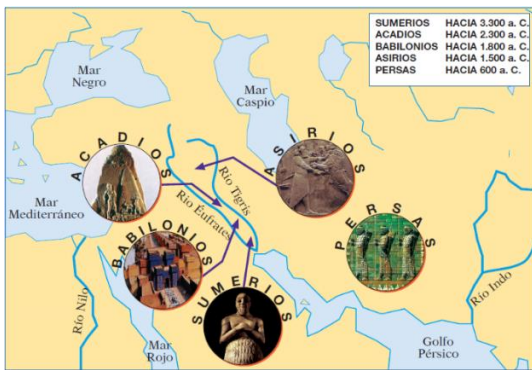 SUMERIOS HACIA 3.300 a. C.
ACADIOS HACIA 2.300 a. C.
BABILONIOS HACIA 1.800 a. C.
ASIRIOS HACIA 1.500 a. C.
PERSAS HACIA 600 a. C.
Mar
Negro
Mar
Caspio
ACADIOS
ASIRIOS
Río Tigris
Mar
Mediterráneo
Río Éufrates
BABILONIOS
PERSAS
SUMERIOS
Río Nilo
Río Indo
Mar
Rojo
Golfo
Pérsico